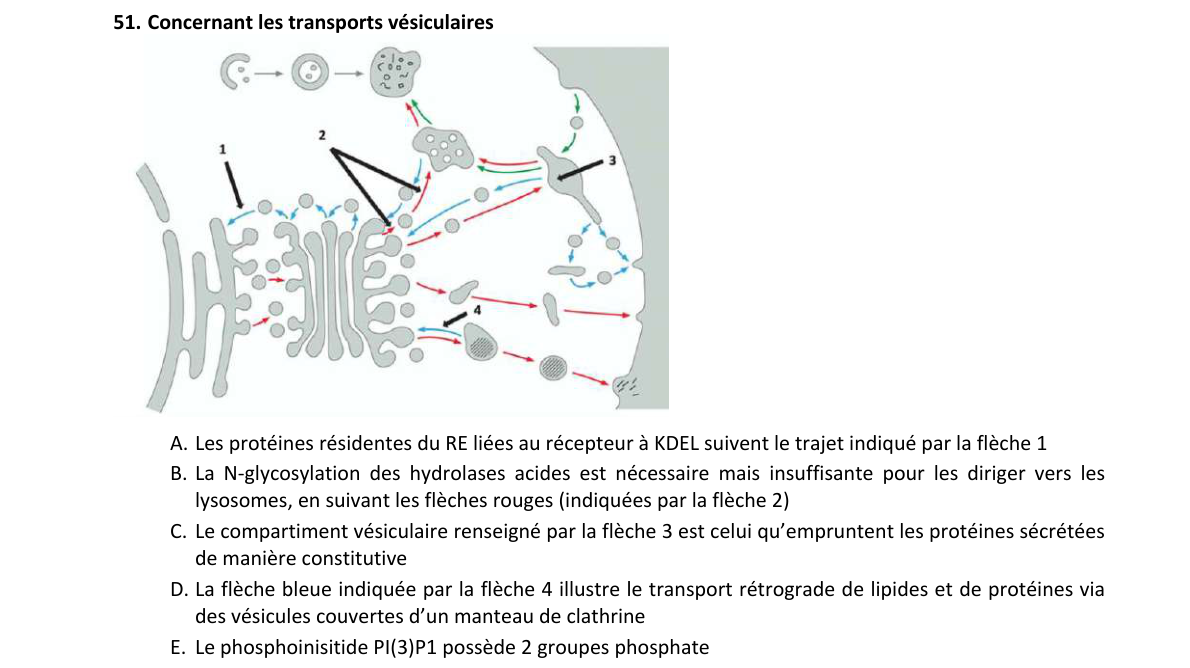 51. Concernant les transports vésiculaires
2
1
3
4
A. Les protéines résidentes du RE liées au récepteur à KDEL suivent le trajet indiqué par la flèche 1
B. La N-glycosylation des hydrolases acides est nécessaire mais insuffisante pour les diriger vers les
lysosomes, en suivant les flèches rouges (indiquées par la flèche 2)
C. Le compartiment vésiculaire renseigné par la flèche 3 est celui qu’empruntent les protéines sécrétées
de manière constitutive
D. La flèche bleue indiquée par la flèche 4 illustre le transport rétrograde de lipides et de protéines via
des vésicules couvertes d’un manteau de clathrine
E. Le phosphoinisitide PI(3)P1 possède 2 groupes phosphate